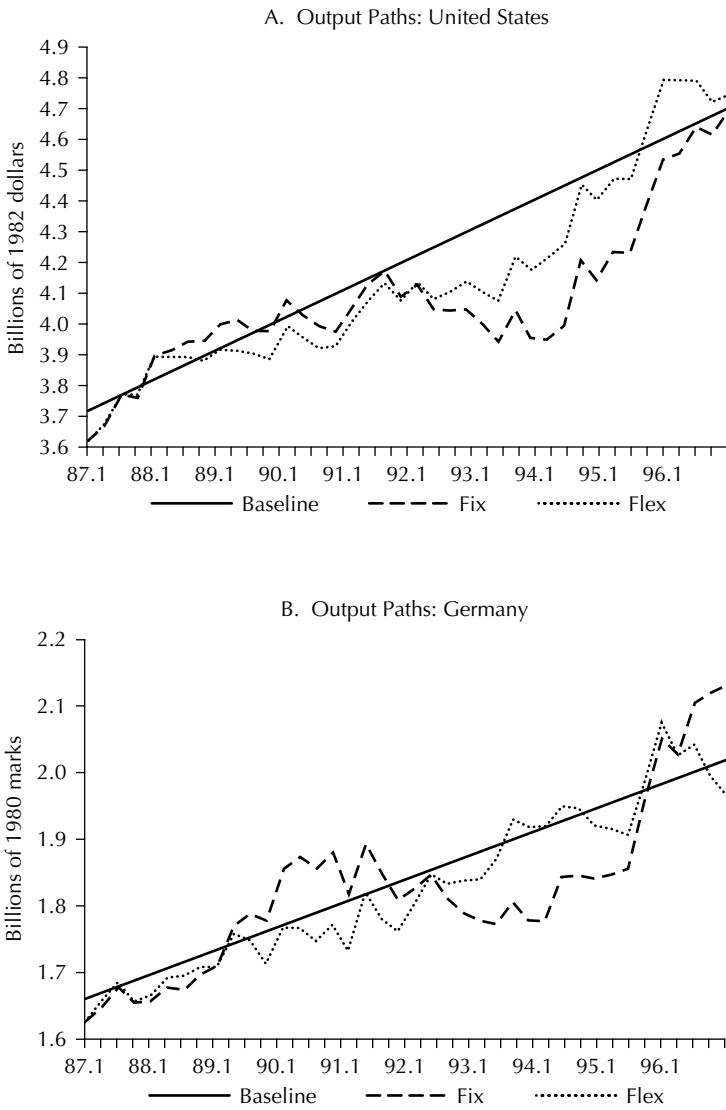 A. Output Paths: United States
Billions of 1982 dollars
4.9
4.8
4.7
4.6
4.5
4.4
4.3
4.2
4.1
4.0
3.9
3.8
3.7
3.6
87.1 88.1 89.1 90.1 91.1 92.1 93.1 94.1 95.1 96.1
Baseline Fix Flex
B. Output Paths: Germany
Billions of 1980 marks
2.2
2.1
2.0
1.9
1.8
1.7
1.6
87.1 88.1 89.1 90.1 91.1 92.1 93.1 94.1 95.1 96.1
Baseline Fix Flex